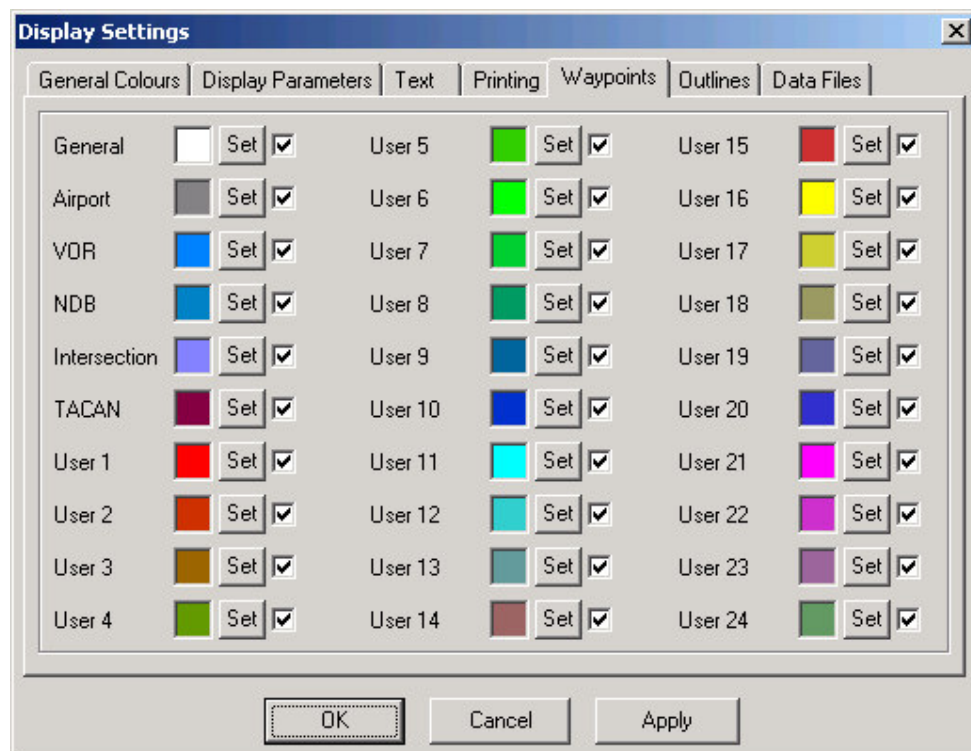 Display Settings
General Colours Display Parameters Text Printing Waypoints Outlines Data Files
General Set User 5 Set User 15 Set
Airport Set User 6 Set User 16 Set
VOR Set User 7 Set User 17 Set
NDB Set User 8 Set User 18 Set
Intersection Set User 9 Set User 19 Set
TACAN Set User 10 Set User 20 Set
User 1 Set User 11 Set User 21 Set
User 2 Set User 12 Set User 22 Set
User 3 Set User 13 Set User 23 Set
User 4 Set User 14 Set User 24 Set
OK Cancel Apply